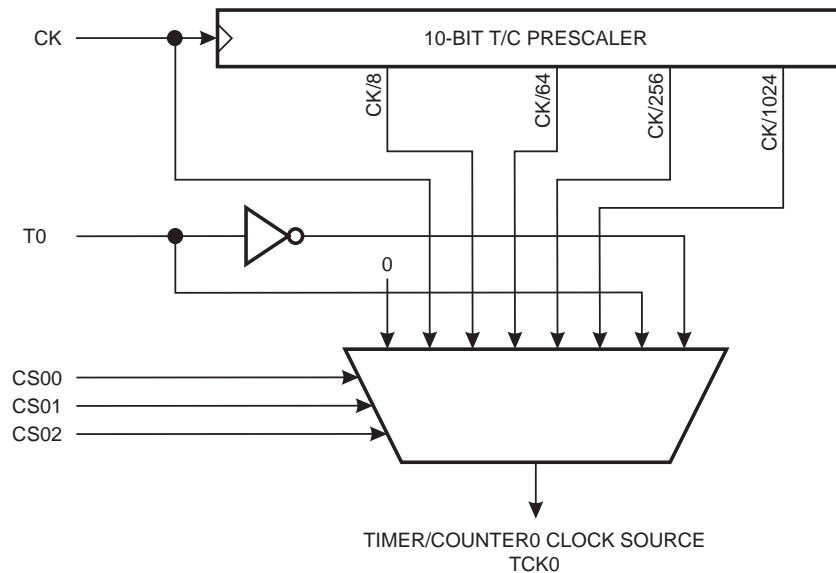 CK
10-BIT T/C PRESCALER
CK/8
CK/64
CK/256
CK/1024
T0
0
CS00
CS01
CS02
TIMER/COUNTER0 CLOCK SOURCE
TCK0